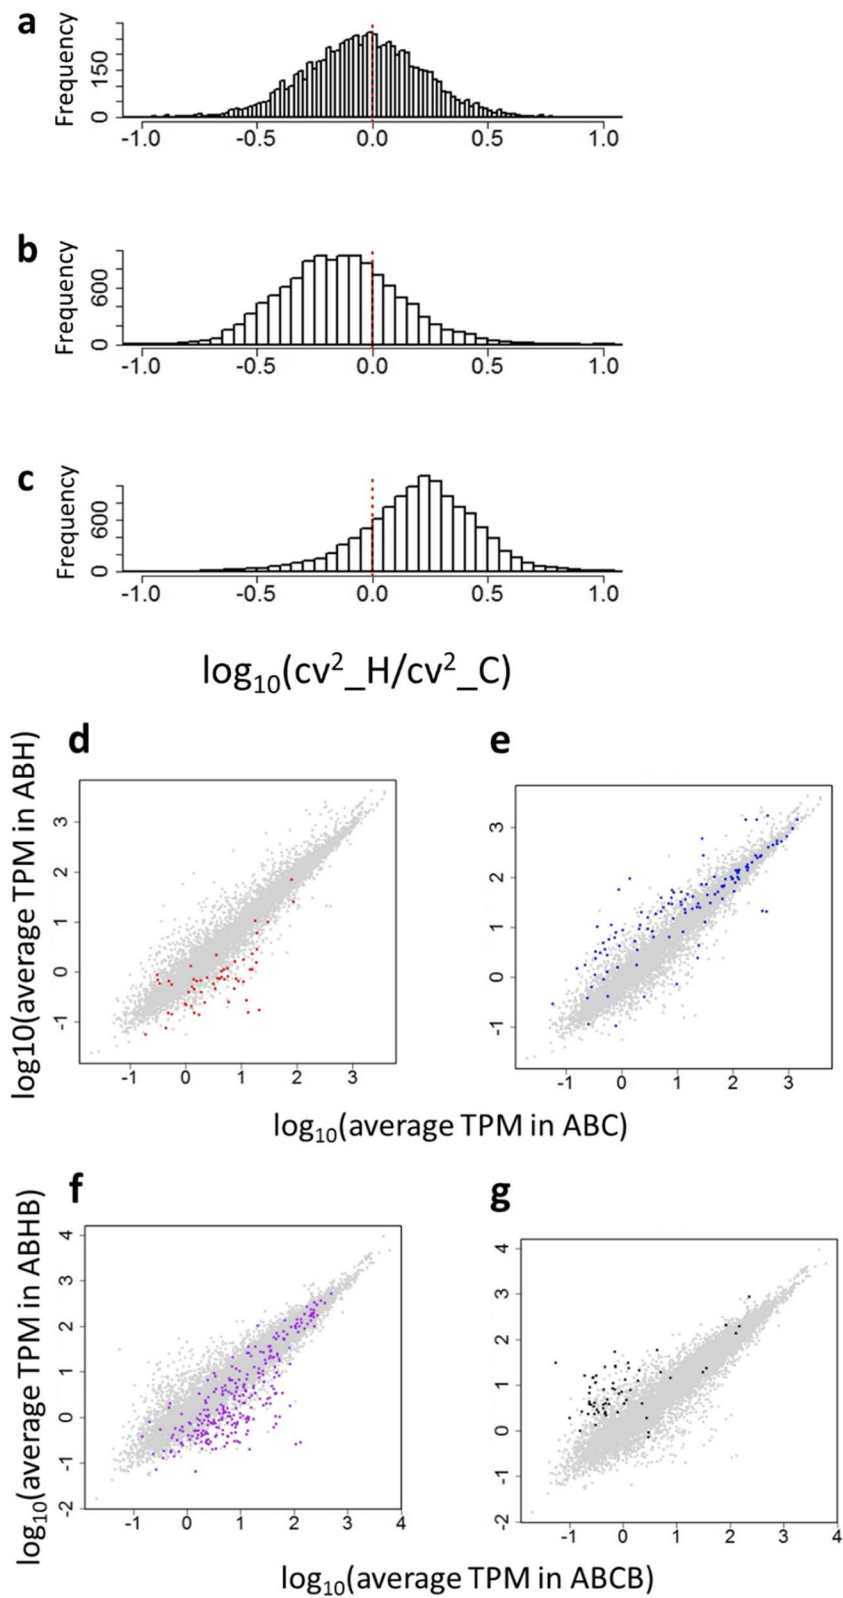 a
Frequency
150
0
-1.0 -0.5 0.0 0.5 1.0
b
Frequency
600
0
-1.0 -0.5 0.0 0.5 1.0
c
Frequency
600
0
-1.0 -0.5 0.0 0.5 1.0
log₁₀(cv²_H/cv²_C)
d
log10(average TPM in ABH)
3
2
1
0
-1
-1 0 1 2 3
e
3
2
1
0
-1
-1 0 1 2 3
log₁₀(average TPM in ABC)
f
log₁₀(average TPM in ABHB)
4
3
2
1
0
-1
-2
-1 0 1 2 3 4
g
4
3
2
1
0
-1
-2
-1 0 1 2 3 4
log₁₀(average TPM in ABCB)